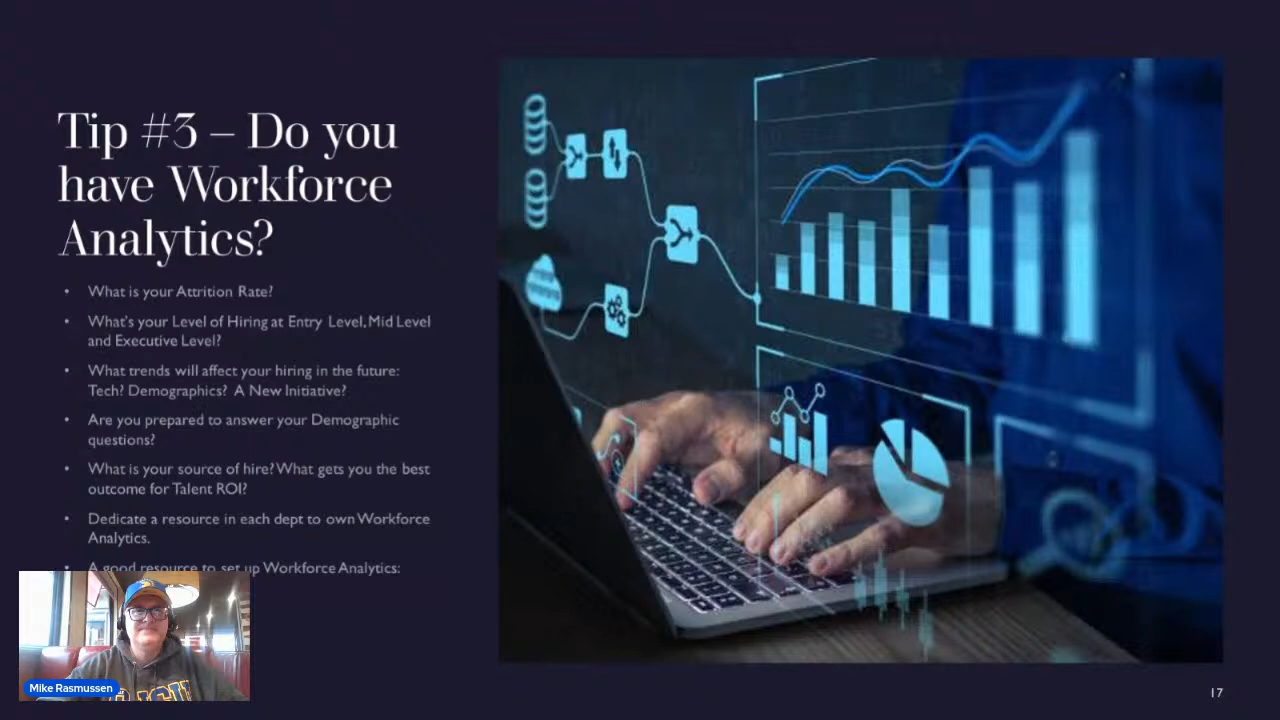 Tip #3 – Do you
have Workforce
Analytics?
• What is your Attrition Rate?
• What's your Level of Hiring at Entry Level, Mid Level
and Executive Level?
• What trends will affect your hiring in the future:
Tech? Demographics? A New Initiative?
• Are you prepared to answer your Demographic
questions?
• What is your source of hire? What gets you the best
outcome for Talent ROI?
• Dedicate a resource in each dept to own Workforce
Analytics.
• A good resource to set up Workforce Analytics:
Mike Rasmussen
17